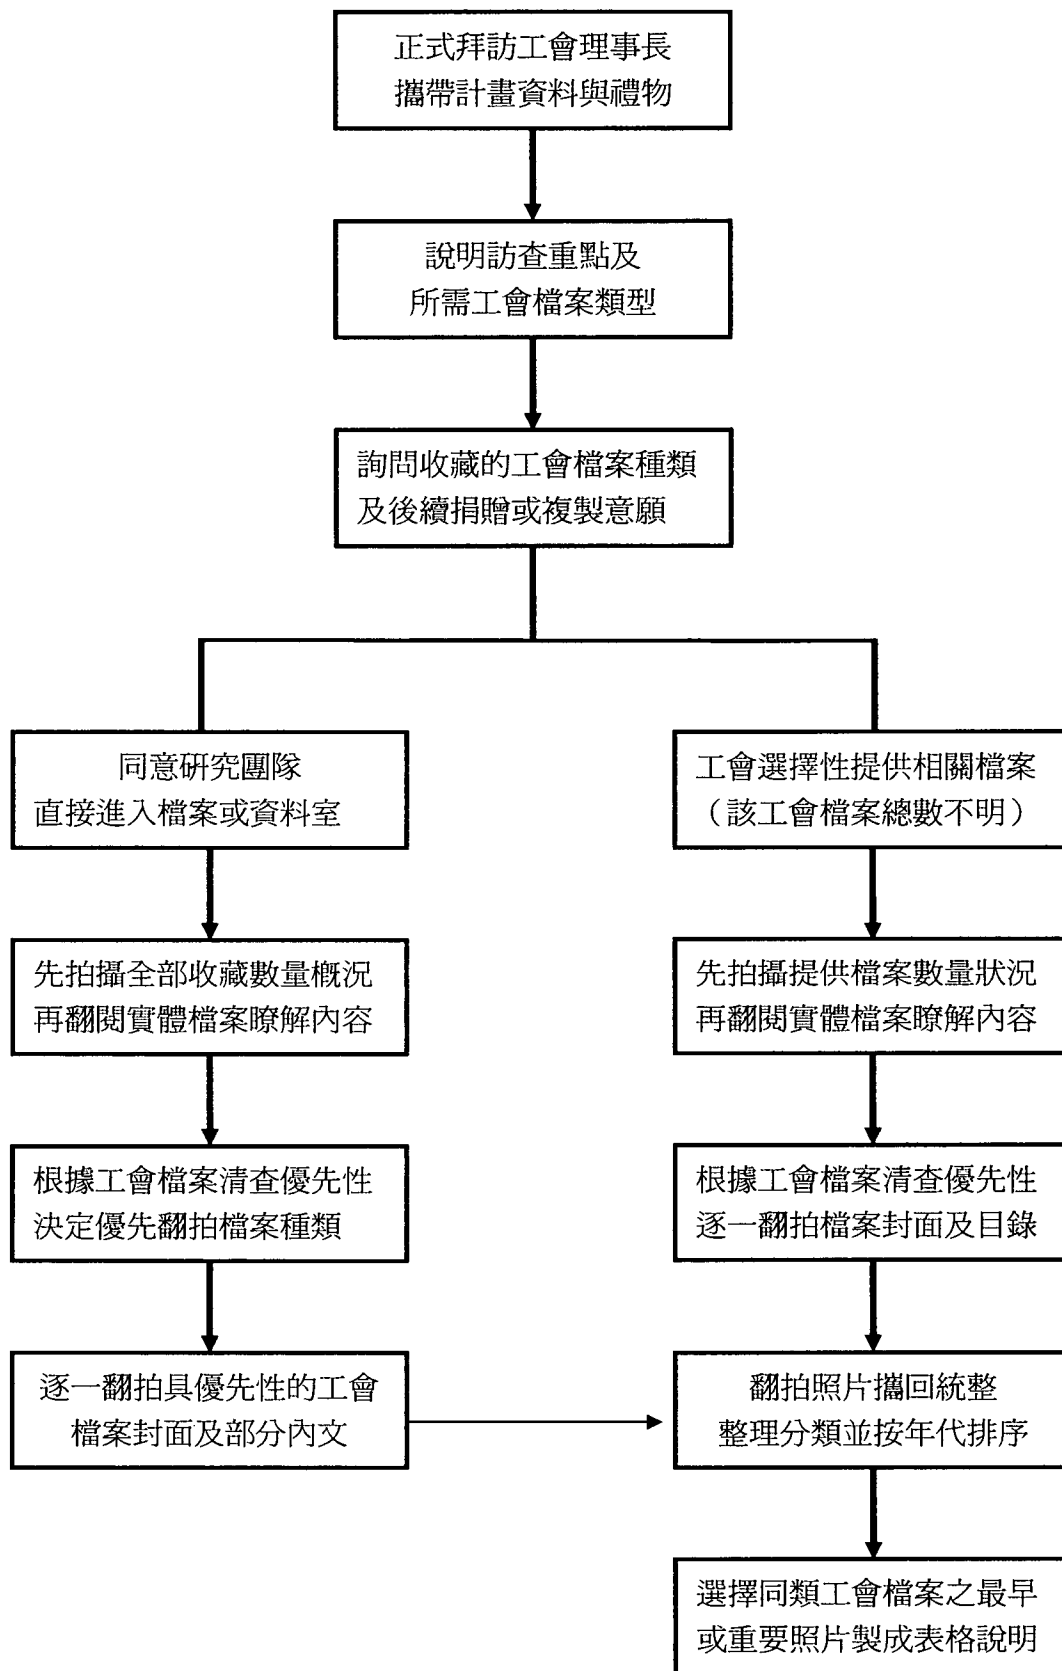 正式拜訪工會理事長
攜帶計畫資料與禮物
說明訪查重點及
所需工會檔案類型
詢問收藏的工會檔案種類
及後續捐贈或複製意願
同意研究團隊
直接進入檔案或資料室
先拍攝全部收藏數量概況
再翻閱實體檔案瞭解內容
根據工會檔案清查優先性
決定優先翻拍檔案種類
逐一翻拍具優先性的工會
檔案封面及部分內文
工會選擇性提供相關檔案
（該工會檔案總數不明）
先拍攝提供檔案數量狀況
再翻閱實體檔案瞭解內容
根據工會檔案清查優先性
逐一翻拍檔案封面及目錄
翻拍照片攜回統整
整理分類並按年代排序
選擇同類工會檔案之最早
或重要照片製成表格說明